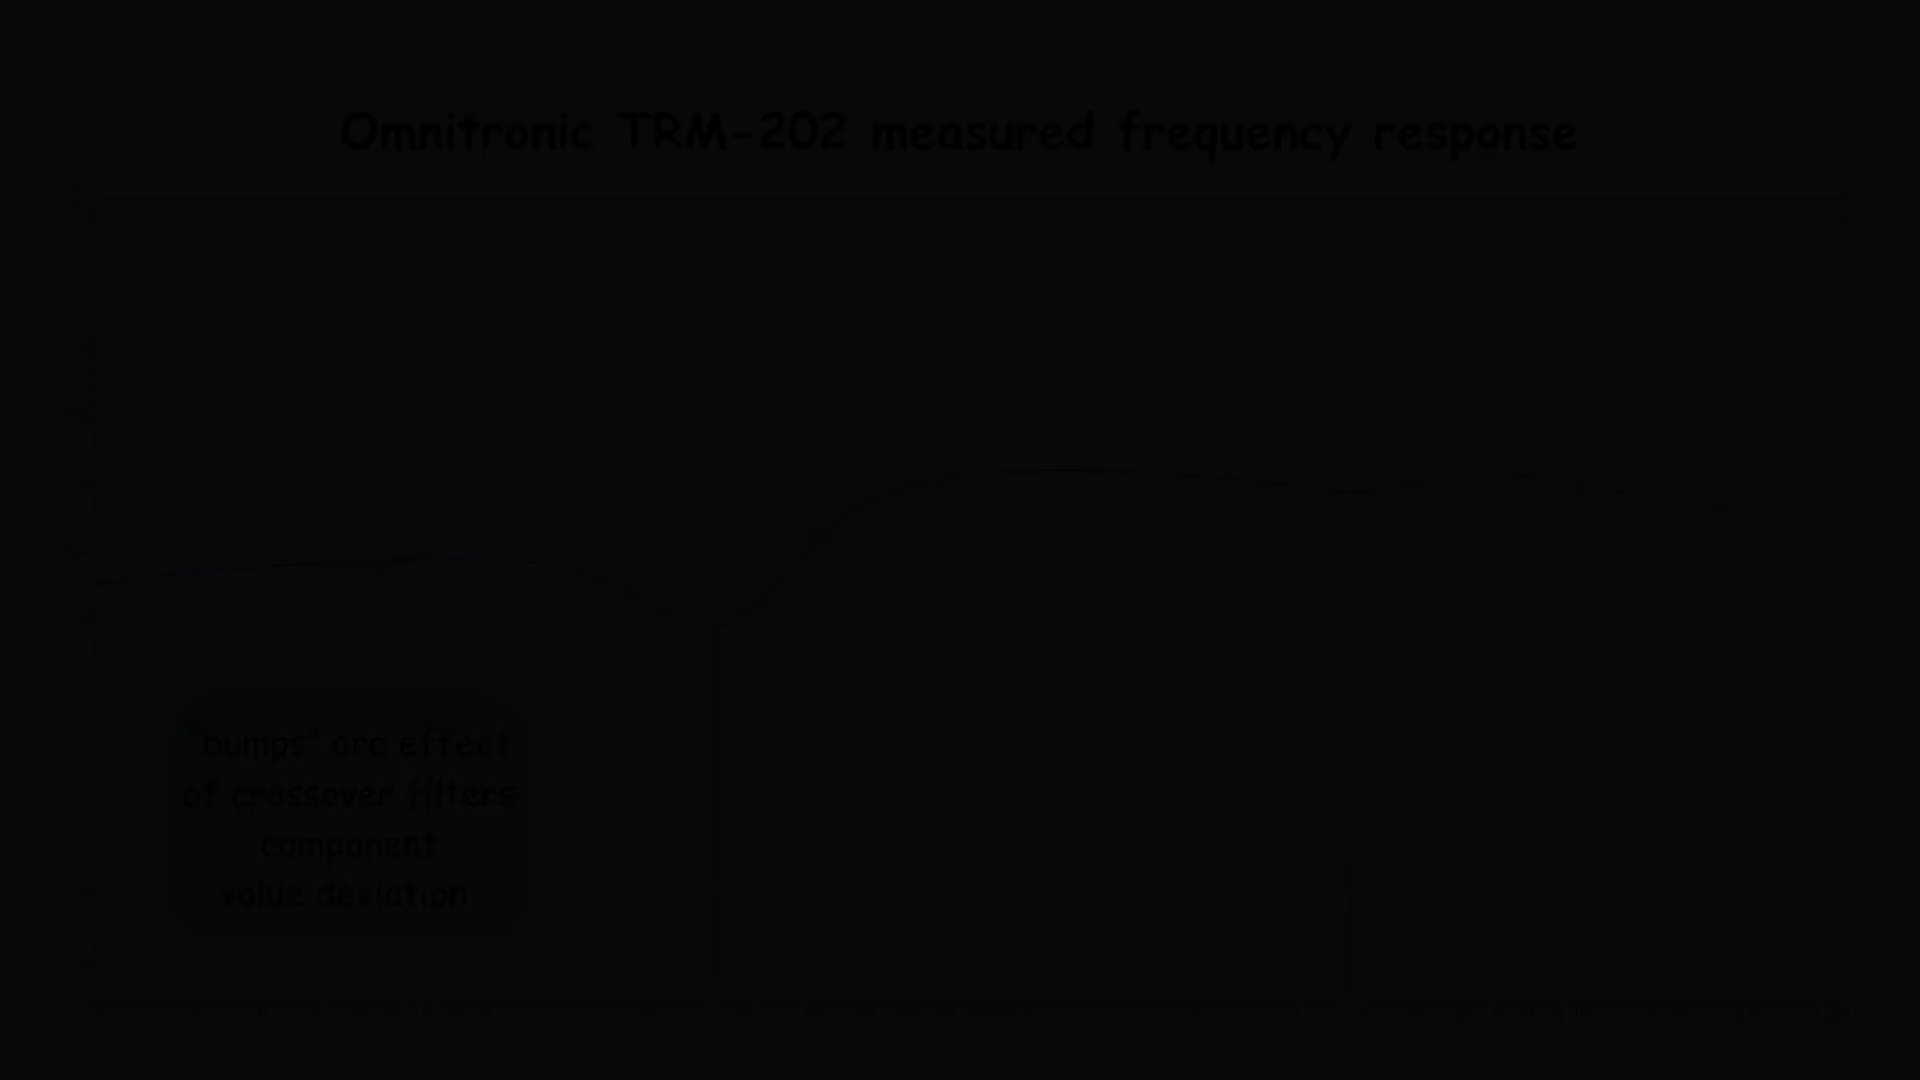 Omnitronic TRM-202 measured frequency response
"bumps" are effect
of crossover filters
component
value deviation